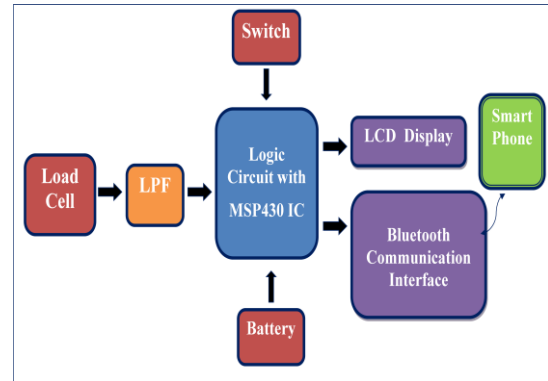 Switch
Load
Cell
LPF
Logic
Circuit with
MSP430 IC
LCD Display
Smart
Phone
Bluetooth
Communication
Interface
Battery